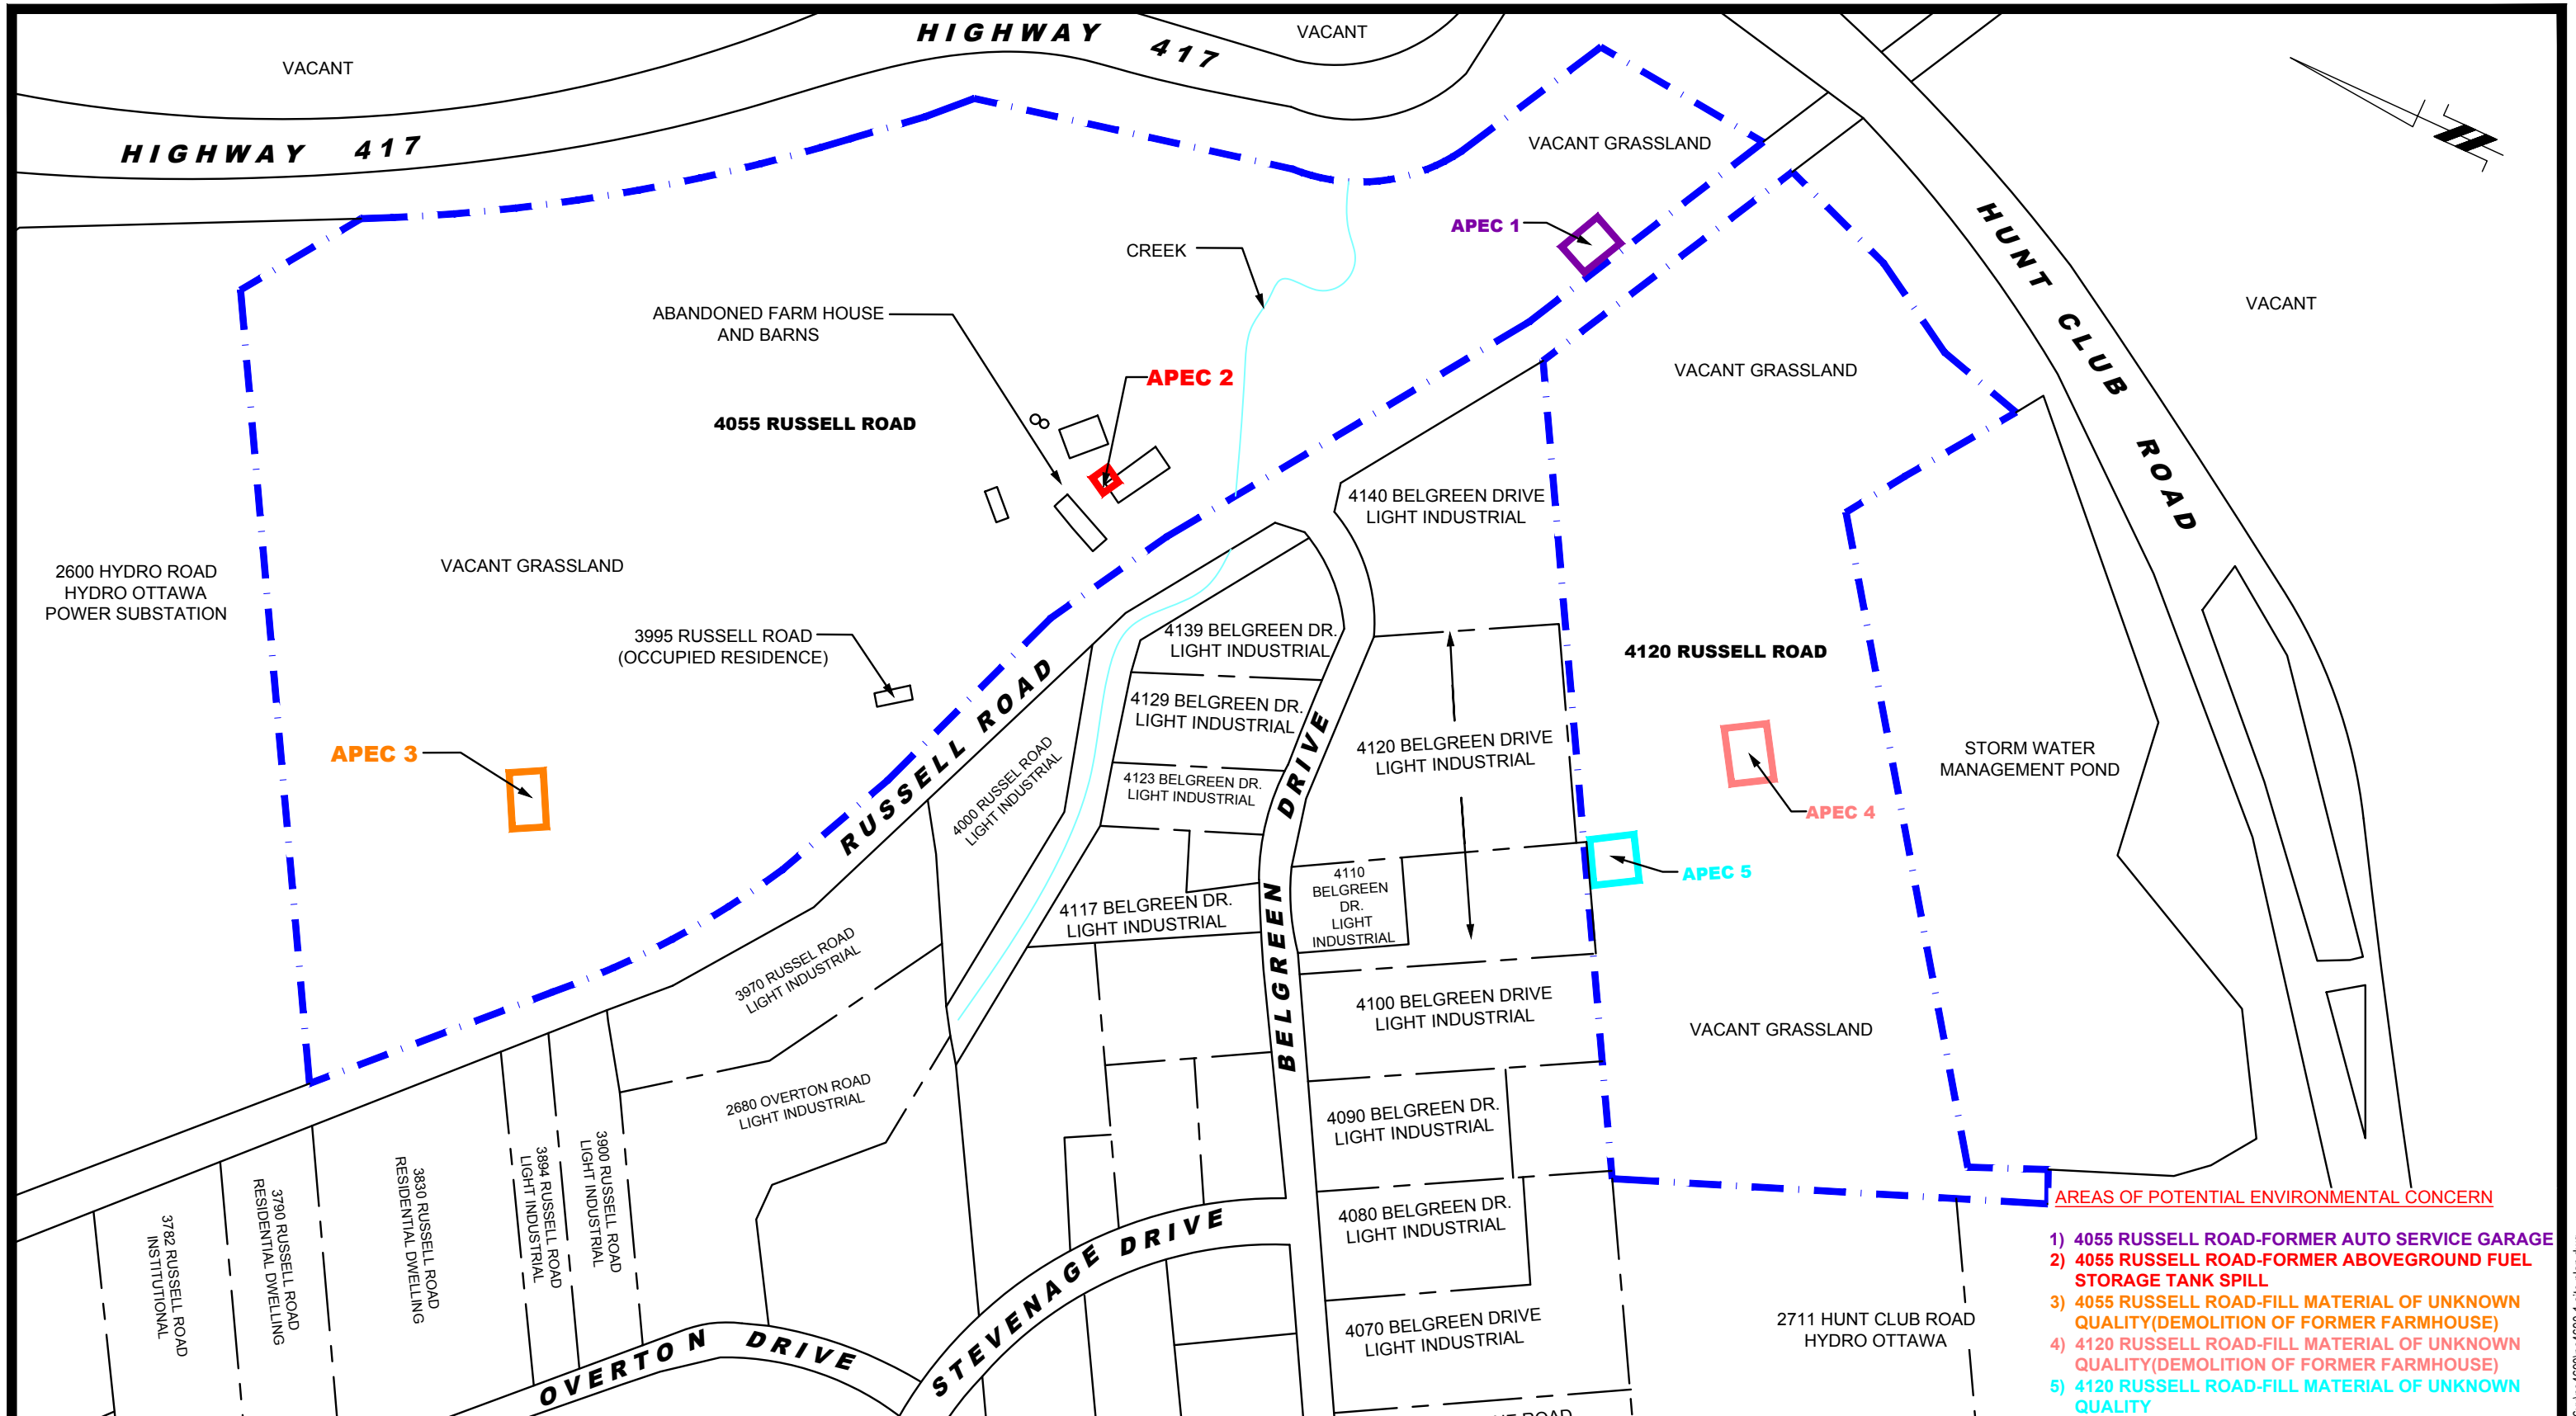 HIGHWAY 417
VACANT
VACANT
HIGHWAY 417
VACANT GRASSLAND
APEC 1
CREEK
HUNT CLUB ROAD
VACANT
ABANDONED FARM HOUSE
AND BARNS
APEC 2
VACANT GRASSLAND
4055 RUSSELL ROAD
4140 BELGREEN DRIVE
LIGHT INDUSTRIAL
2600 HYDRO ROAD
HYDRO OTTAWA
POWER SUBSTATION
VACANT GRASSLAND
3995 RUSSELL ROAD
(OCCUPIED RESIDENCE)
4139 BELGREEN DR.
LIGHT INDUSTRIAL
4120 RUSSELL ROAD
RUSSELL ROAD
4129 BELGREEN DR.
LIGHT INDUSTRIAL
4120 BELGREEN DRIVE
LIGHT INDUSTRIAL
STORM WATER
MANAGEMENT POND
APEC 3
4000 RUSSEL ROAD
LIGHT INDUSTRIAL
4123 BELGREEN DR.
LIGHT INDUSTRIAL
BELGREEN DRIVE
APEC 4
APEC 5
4110
BELGREEN
DR.
LIGHT
INDUSTRIAL
4117 BELGREEN DR.
LIGHT INDUSTRIAL
3970 RUSSEL ROAD
LIGHT INDUSTRIAL
4100 BELGREEN DRIVE
LIGHT INDUSTRIAL
VACANT GRASSLAND
2680 OVERTON ROAD
LIGHT INDUSTRIAL
4090 BELGREEN DR.
LIGHT INDUSTRIAL
3782 RUSSELL ROAD
INSTITUTIONAL
3790 RUSSELL ROAD
RESIDENTIAL DWELLING
3830 RUSSELL ROAD
RESIDENTIAL DWELLING
3894 RUSSELL ROAD
LIGHT INDUSTRIAL
3900 RUSSELL ROAD
LIGHT INDUSTRIAL
4080 BELGREEN DR.
LIGHT INDUSTRIAL
STEVENAGE DRIVE
OVERTON DRIVE
4070 BELGREEN DRIVE
LIGHT INDUSTRIAL
2711 HUNT CLUB ROAD
HYDRO OTTAWA
AREAS OF POTENTIAL ENVIRONMENTAL CONCERN
1) 4055 RUSSELL ROAD-FORMER AUTO SERVICE GARAGE
2) 4055 RUSSELL ROAD-FORMER ABOVEGROUND FUEL
STORAGE TANK SPILL
3) 4055 RUSSELL ROAD-FILL MATERIAL OF UNKNOWN
QUALITY(DEMOLITION OF FORMER FARMHOUSE)
4) 4120 RUSSELL ROAD-FILL MATERIAL OF UNKNOWN
QUALITY(DEMOLITION OF FORMER FARMHOUSE)
5) 4120 RUSSELL ROAD-FILL MATERIAL OF UNKNOWN
QUALITY